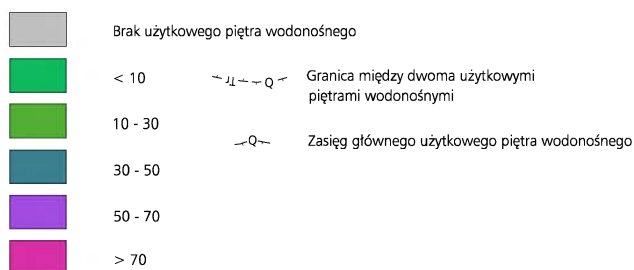 Brak użytkowego piętra wodonośnego
< 10
10 - 30
30 - 50
50 - 70
> 70
Q
Granica między dwoma użytkowymi
piętrami wodonośnymi
Q
Zasięg głównego użytkowego piętra wodonośnego